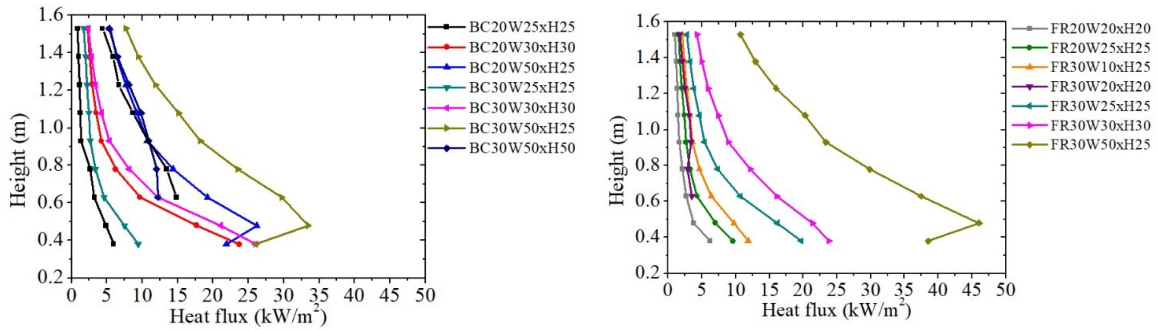 1.6
1.4
1.2
1.0
0.8
0.6
0.4
0.2
Height (m)
0 5 10 15 20 25 30 35 40 45 50
Heat flux (kW/m²)
BC20W25xH25
BC20W30xH30
BC20W50xH25
BC30W25xH25
BC30W30xH30
BC30W50xH25
BC30W50xH50
1.6
1.4
1.2
1.0
0.8
0.6
0.4
0.2
Height (m)
0 5 10 15 20 25 30 35 40 45 50
Heat flux (kW/m²)
FR20W20xH20
FR20W25xH25
FR30W10xH25
FR30W20xH20
FR30W25xH25
FR30W30xH30
FR30W50xH25